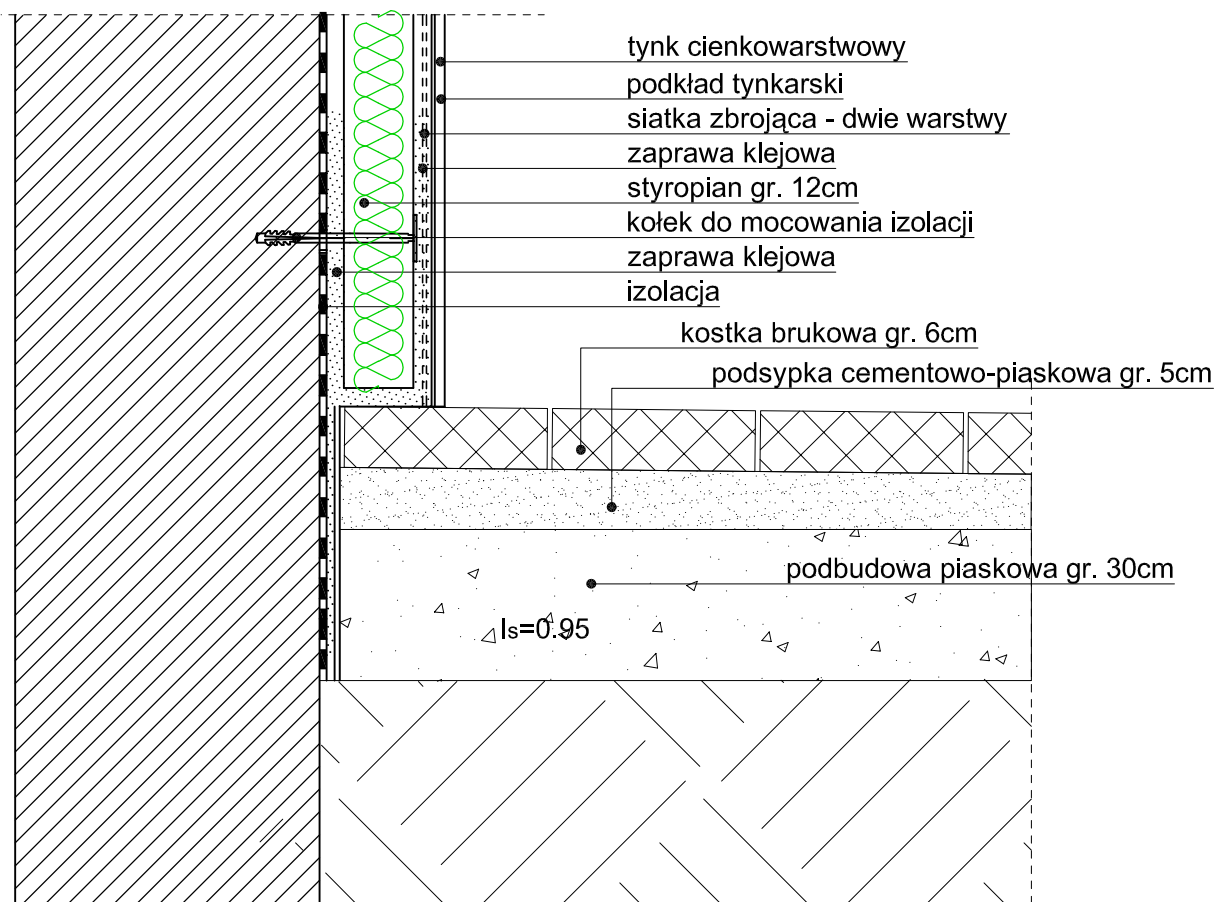 tynk cienkowarstwowy
podkład tynkarski
siatka zbrojąca - dwie warstwy
zaprawa klejowa
styropian gr. 12cm
kołek do mocowania izolacji
zaprawa klejowa
izolacja
kostka brukowa gr. 6cm
podsypka cementowo-piaskowa gr. 5cm
podbudowa piaskowa gr. 30cm
Is=0.95